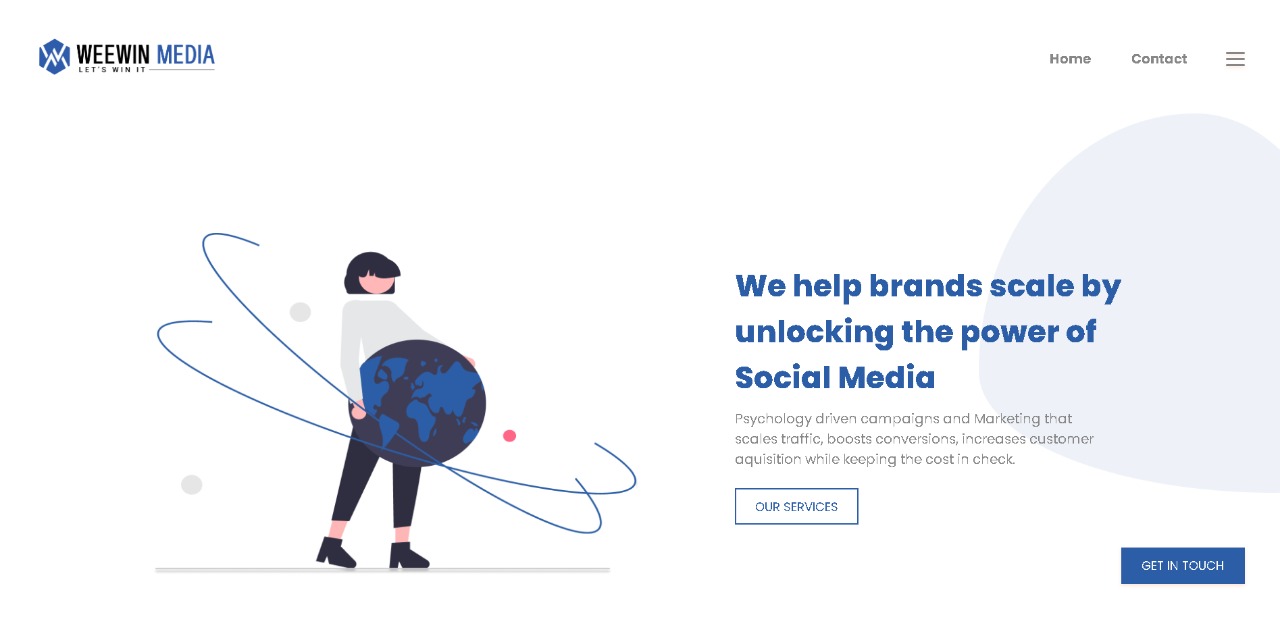 WEEWIN MEDIA
LET'S WIN IT
Home
Contact
We help brands scale by
unlocking the power of
Social Media
Psychology driven campaigns and Marketing that
scales traffic, boosts conversions, increases customer
aquisition while keeping the cost in check.
OUR SERVICES
GET IN TOUCH